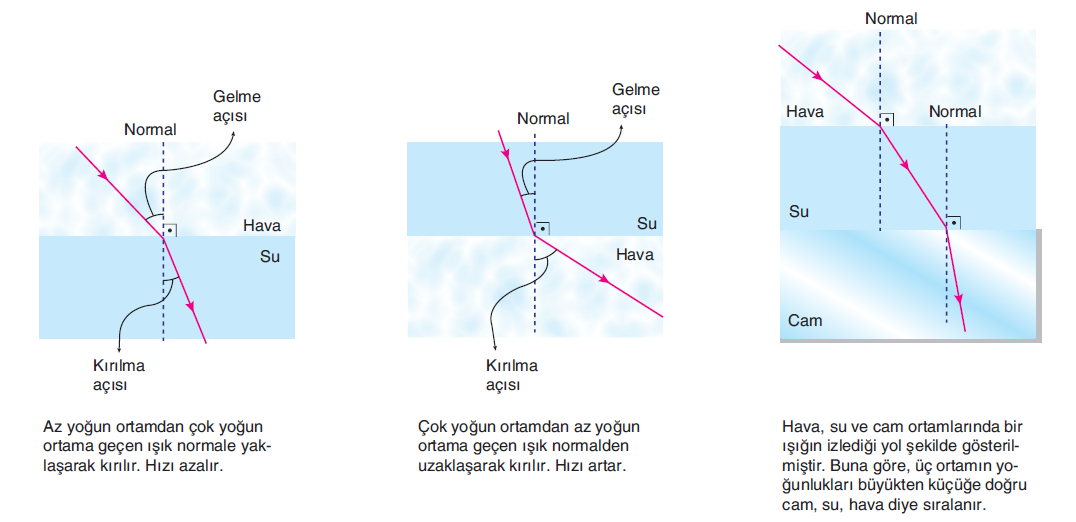 Normal
Gelme
açısı
Hava
Su
Kırılma
açısı
Az yoğun ortamdan çok yoğun
ortama geçen ışık normale yak-
laşarak kırılır. Hızı azalır.
Normal
Gelme
açısı
Su
Hava
Kırılma
açısı
Çok yoğun ortamdan az yoğun
ortama geçen ışık normalden
uzaklaşarak kırılır. Hızı artar.
Normal
Hava
Normal
Su
Cam
Hava, su ve cam ortamlarında bir
ışığın izlediği yol şekilde gösteril-
miştir. Buna göre, üç ortamın yo-
ğunlukları büyükten küçüğe doğru
cam, su, hava diye sıralanır.